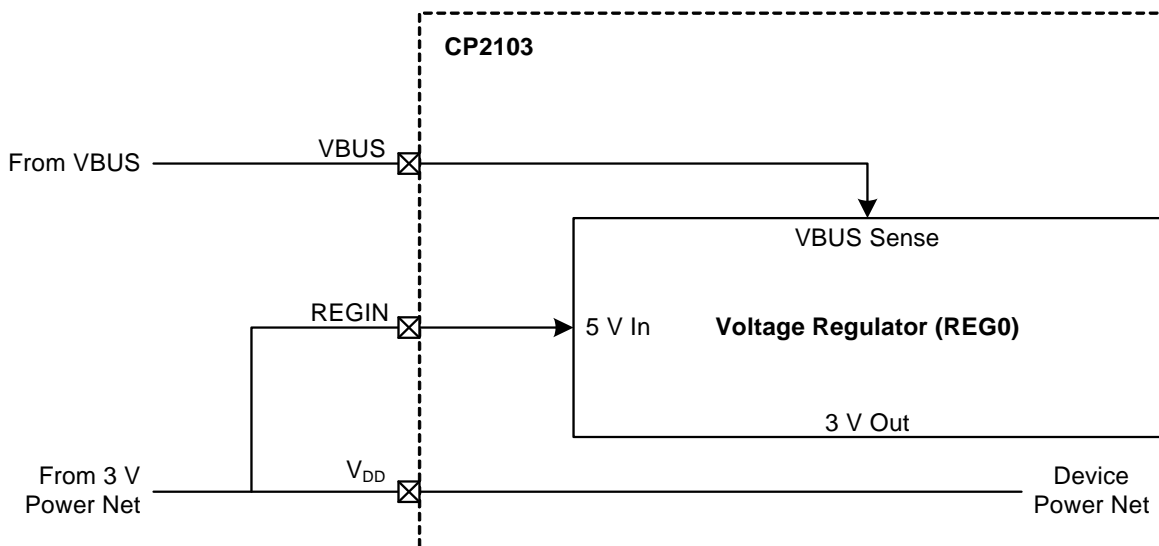 CP2103
From VBUS
VBUS
VBUS Sense
REGIN
5 V In
Voltage Regulator (REG0)
3 V Out
From 3 V
Power Net
VDD
Device
Power Net